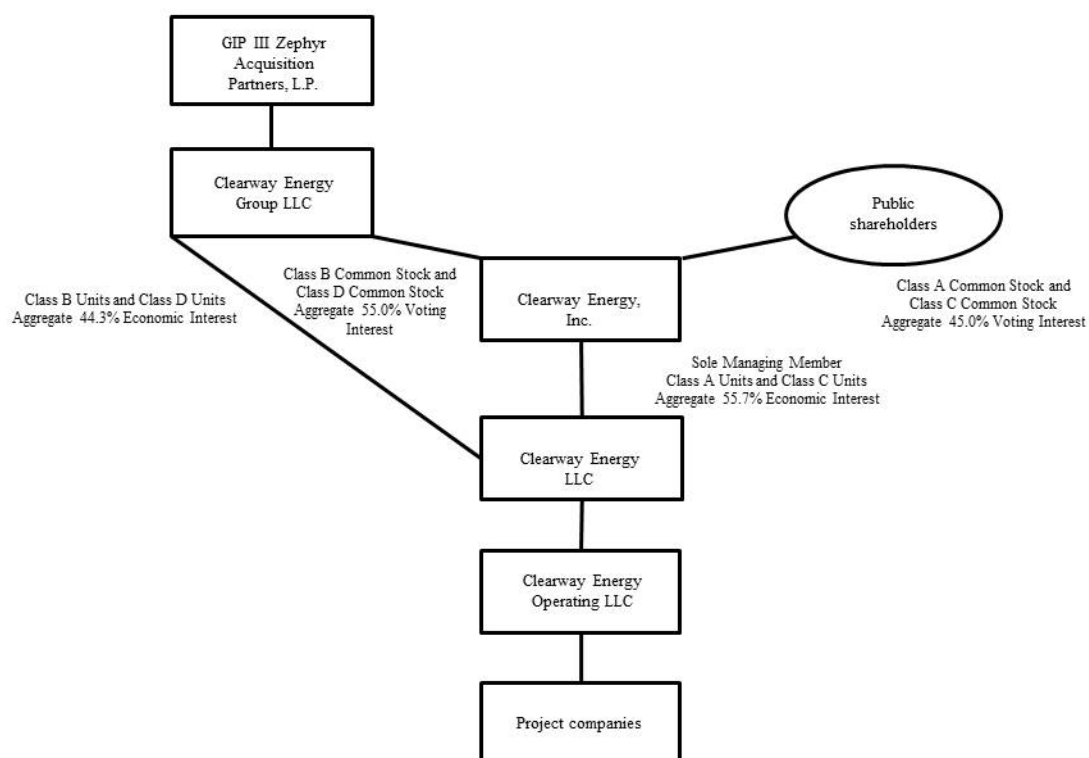 GIP III Zephyr
Acquisition
Partners, L.P.
Clearway Energy
Group LLC
Public
shareholders
Class B Units and Class D Units
Aggregate 44.3% Economic Interest
Class B Common Stock and
Class D Common Stock
Aggregate 55.0% Voting
Interest
Clearway Energy,
Inc.
Class A Common Stock and
Class C Common Stock
Aggregate 45.0% Voting Interest
Sole Managing Member
Class A Units and Class C Units
Aggregate 55.7% Economic Interest
Clearway Energy
LLC
Clearway Energy
Operating LLC
Project companies